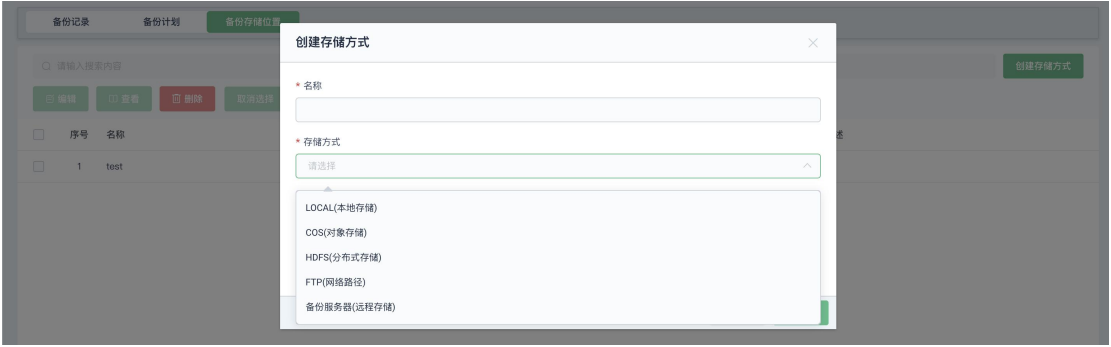 备份记录 备份计划 备份存储位置
创建存储方式
请输入搜索内容
创建存储方式
* 名称
编辑 查看 删除 取消选择
序号 名称
* 存储方式
述
请选择
1 test
LOCAL(本地存储)
COS(对象存储)
HDFS(分布式存储)
FTP(网络路径)
备份服务器(远程存储)